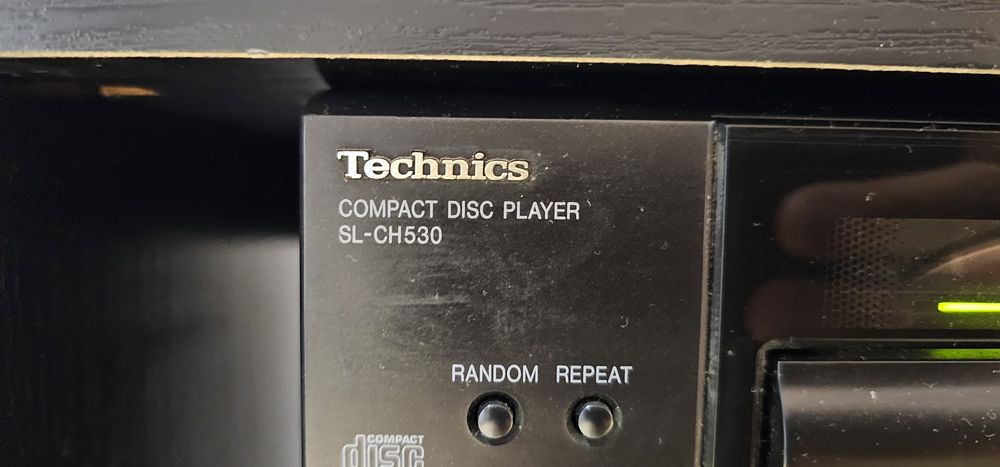 Technics
COMPACT DISC PLAYER
SL-CH530
RANDOM REPEAT
COMPACT
disc